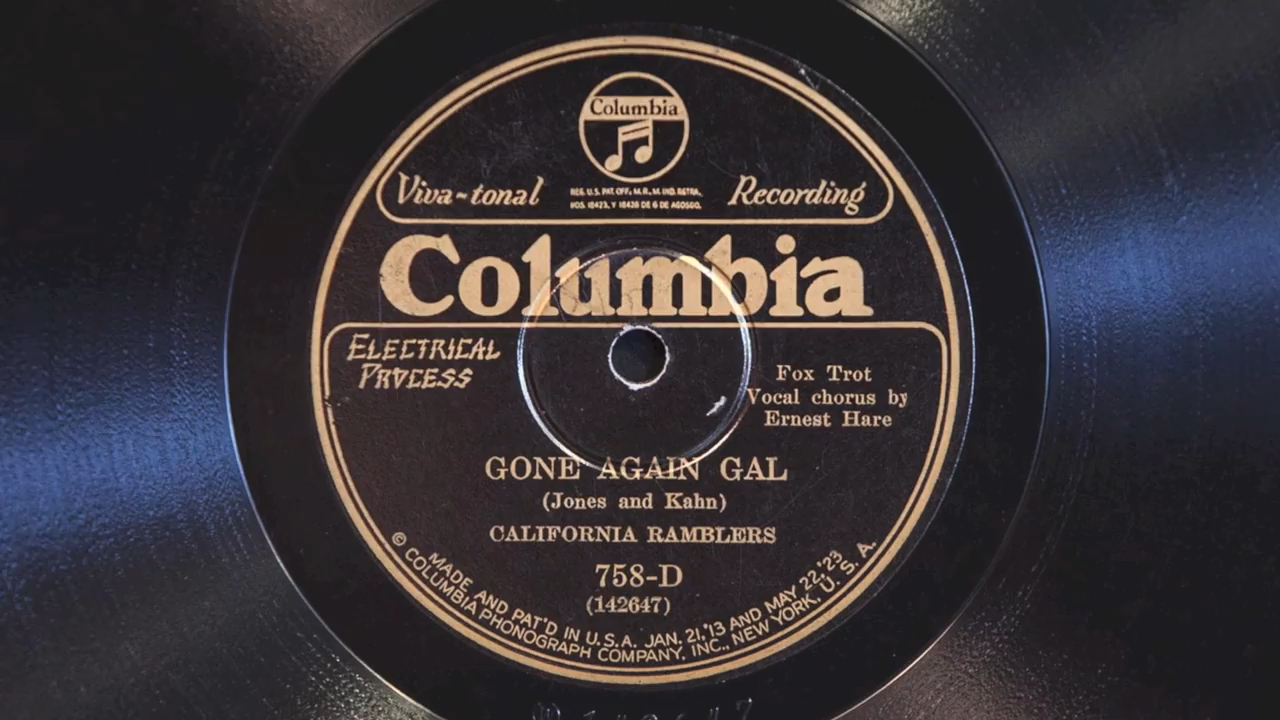 Columbia
Viva-tonal
Recording
REG. U.S. PAT. OFF., M.R., M. IND. RGTRA.
NOS. 18423, Y 18426 DE 6 DE AGOSGO.
Columbia
ELECTRICAL
PROCESS
Fox Trot
Vocal chorus by
Ernest Hare
GONE AGAIN GAL
(Jones and Kahn)
CALIFORNIA RAMBLERS
758-D
(142647)
MADE AND PAT'D IN U.S.A. JAN. 21,'13 AND MAY 22,'23
© COLUMBIA PHONOGRAPH COMPANY, INC., NEW YORK, U. S. A.